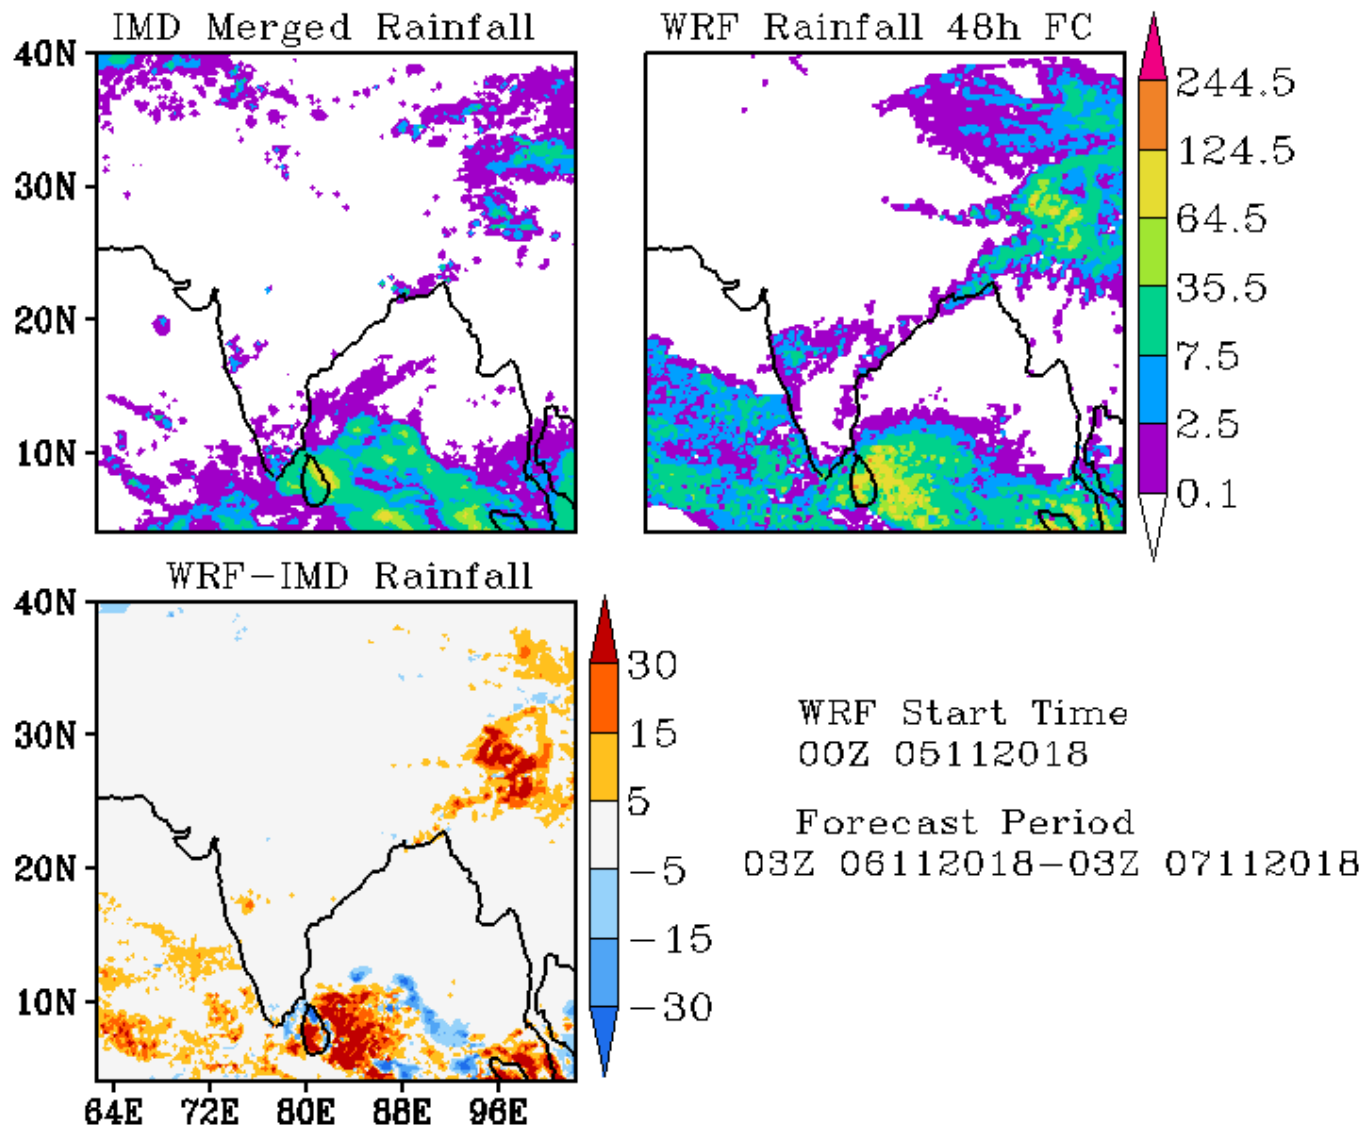 IMD Merged Rainfall
WRF Rainfall 48h FC
40N
30N
20N
10N
244.5
124.5
64.5
35.5
7.5
2.5
0.1
WRF-IMD Rainfall
40N
30N
20N
10N
64E 72E 80E 88E 96E
30
15
5
-5
-15
-30
WRF Start Time
00Z 05112018
Forecast Period
03Z 06112018-03Z 07112018